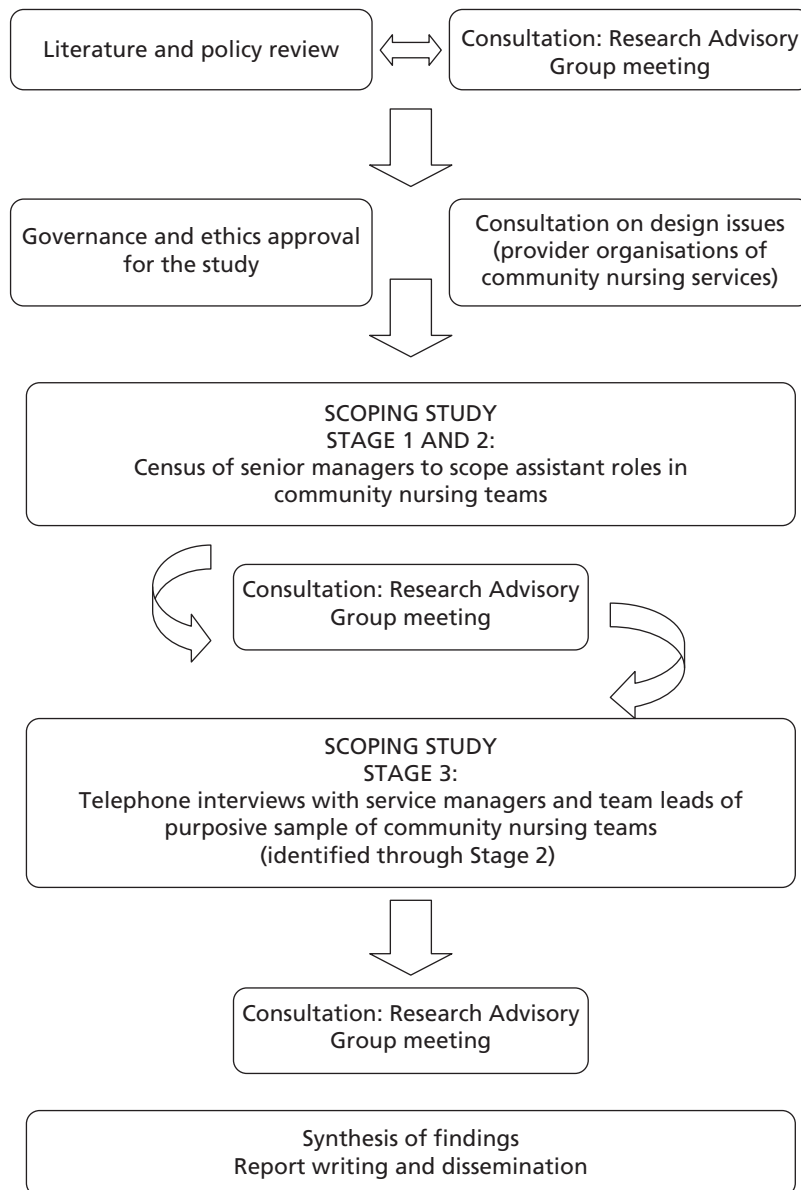 Literature and policy review
Consultation: Research Advisory
Group meeting
Governance and ethics approval
for the study
Consultation on design issues
(provider organisations of
community nursing services)
SCOPING STUDY
STAGE 1 AND 2:
Census of senior managers to scope assistant roles in
community nursing teams
Consultation: Research Advisory
Group meeting
SCOPING STUDY
STAGE 3:
Telephone interviews with service managers and team leads of
purposive sample of community nursing teams
(identified through Stage 2)
Consultation: Research Advisory
Group meeting
Synthesis of findings
Report writing and dissemination